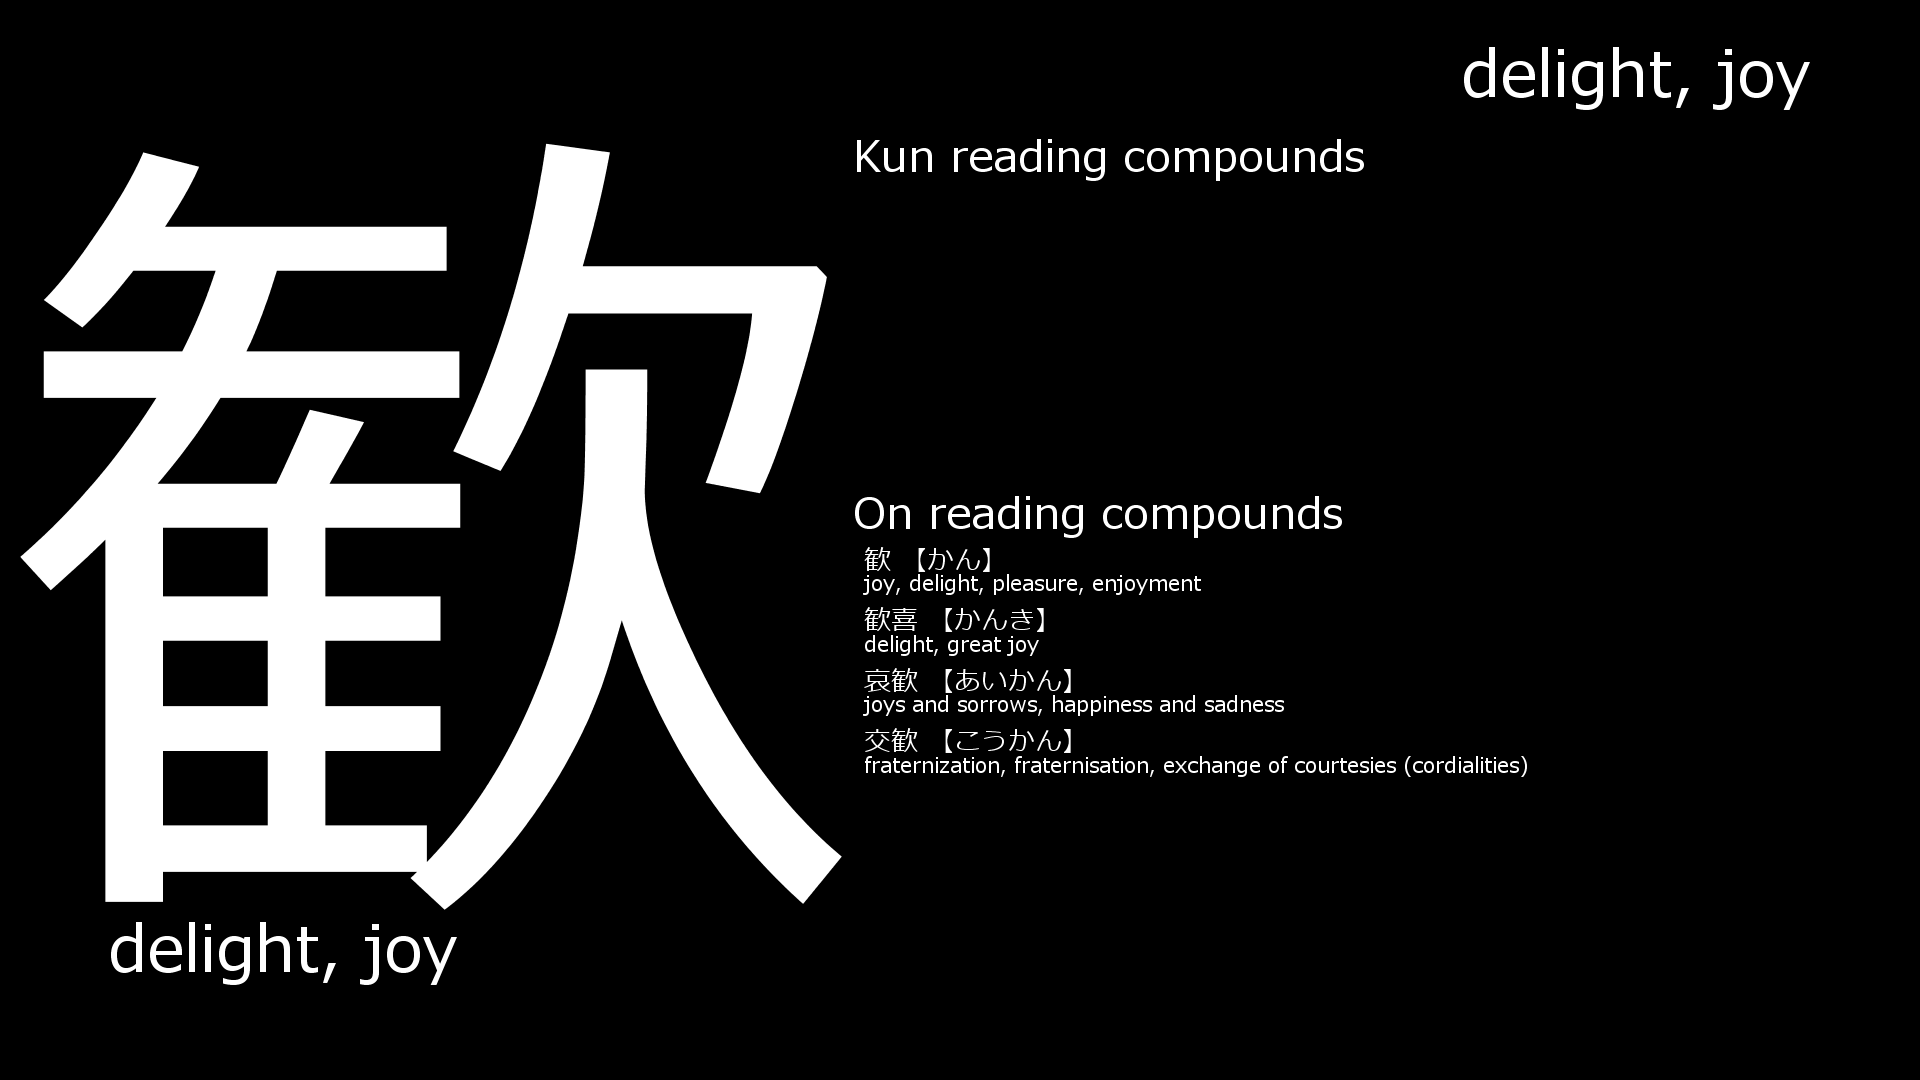 delight, joy
歓
Kun reading compounds
On reading compounds
歓 【かん】
joy, delight, pleasure, enjoyment
歓喜 【かんき】
delight, great joy
哀歓 【あいかん】
joys and sorrows, happiness and sadness
交歓 【こうかん】
fraternization, fraternisation, exchange of courtesies (cordialities)
delight, joy